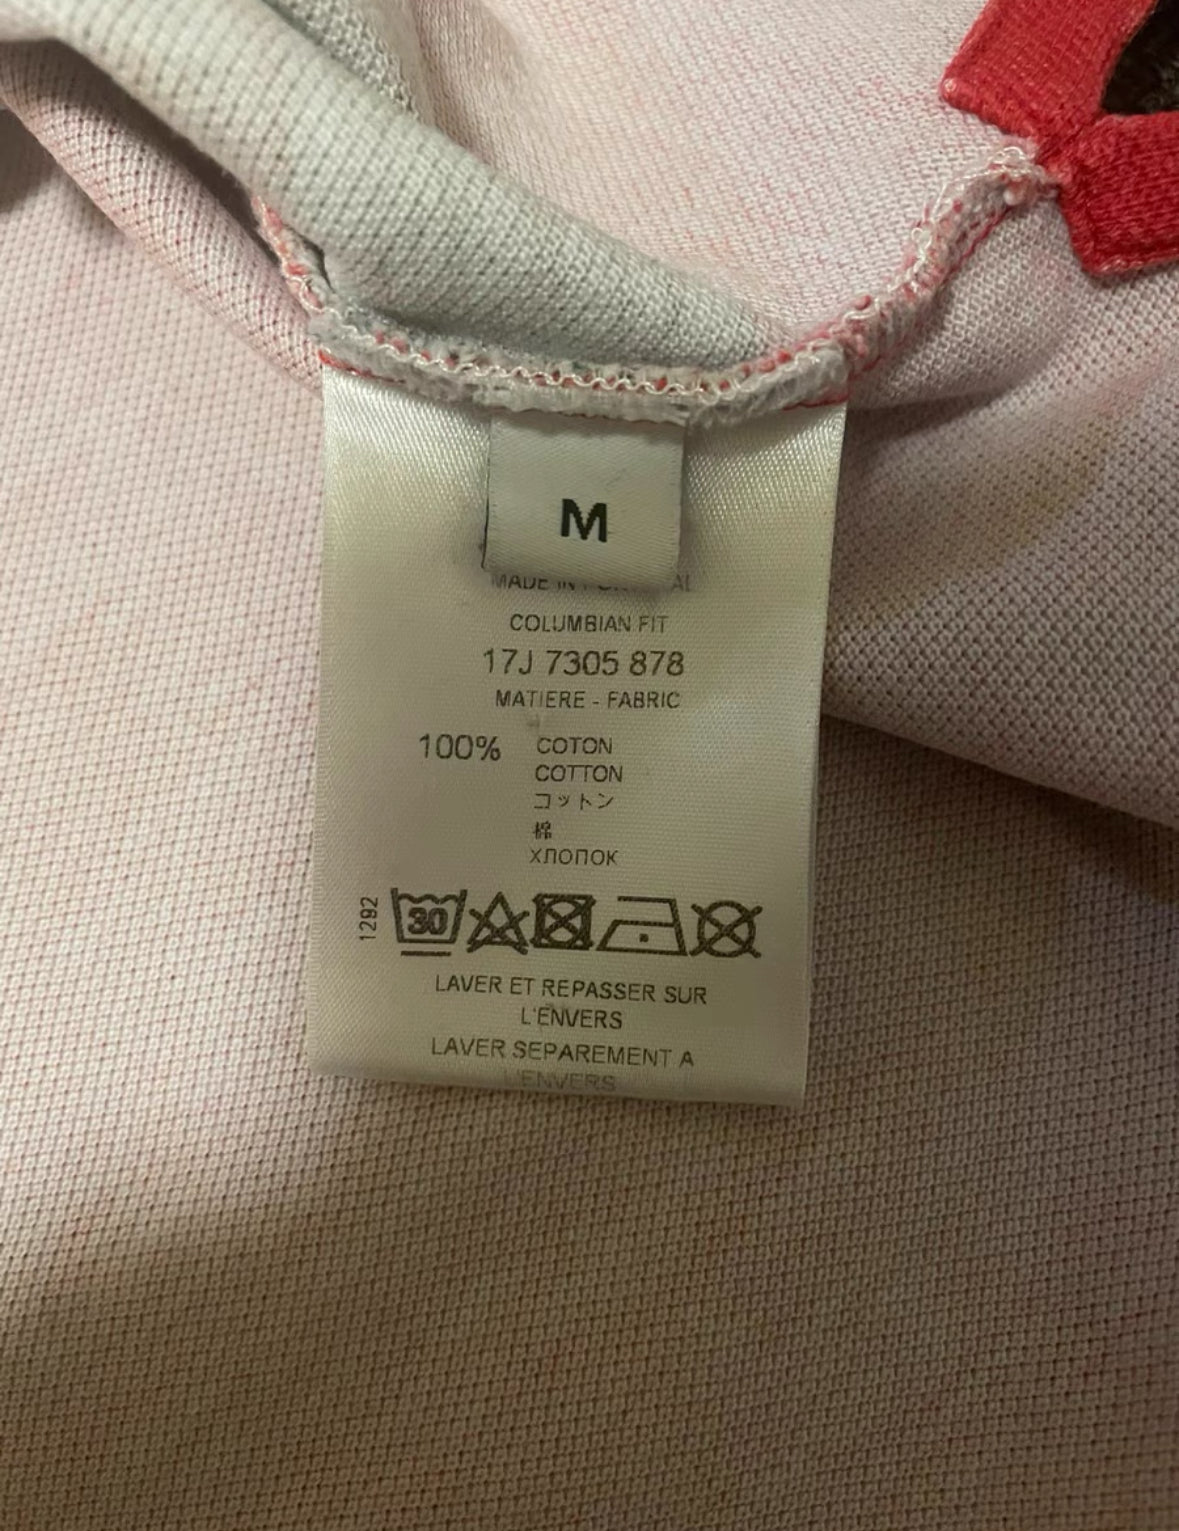 M
MADE IN PORTUGAL
COLUMBIAN FIT
17J 7305 878
MATIERE - FABRIC
100% COTON
COTTON
コットン
棉
ХЛОПОК
1292
30
LAVER ET REPASSER SUR
L'ENVERS
LAVER SEPAREMENT A
L'ENVERS